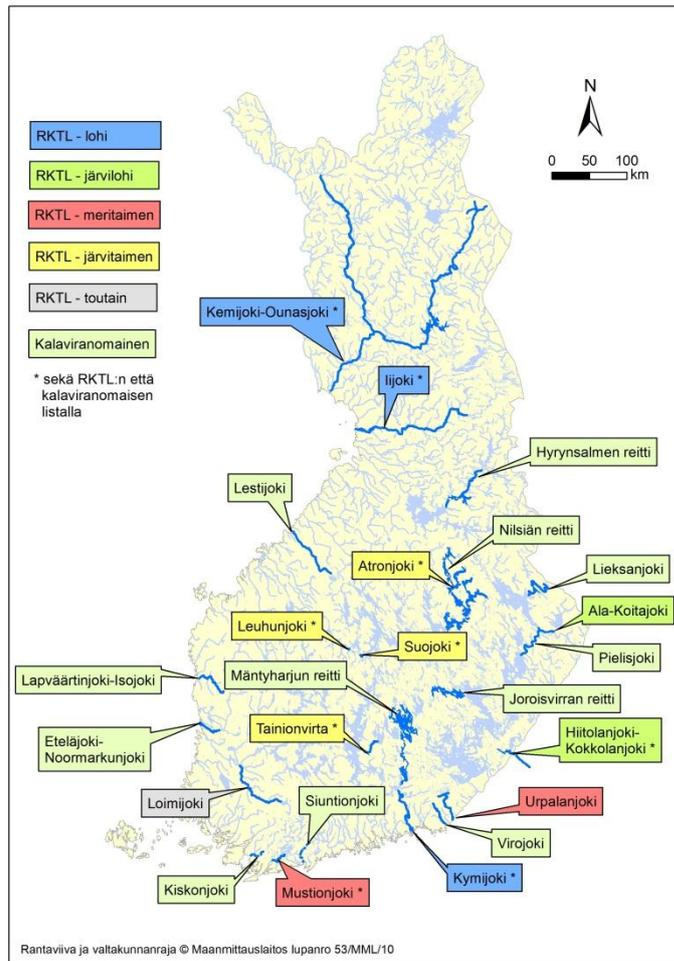 N
0 50 100
km
RKTL - lohi
RKTL - järvilohi
RKTL - meritaimen
RKTL - järvitaimen
RKTL - toutain
Kalaviranomainen
* sekä RKTL:n että
kalaviranomaisen
listalla
Kemijoki-Ounasjoki *
Iijoki *
Hyrynsalmen reitti
Lestijoki
Nilsiän reitti
Atronjoki *
Lieksanjoki
Ala-Koitajoki
Leuhunjoki *
Suojoki *
Pielisjoki
Lapväärtinjoki-Isojoki
Mäntyharjun reitti
Joroisvirran reitti
Eteläjoki-
Noormarkunjoki
Tainionvirta *
Hiitolanjoki-
Kokkolanjoki *
Loimijoki
Siuntionjoki
Urpalanjoki
Virojoki
Kiskonjoki
Mustionjoki *
Kymijoki *
Rantaviiva ja valtakunnanraja © Maanmittauslaitos lupanro 53/MML/10